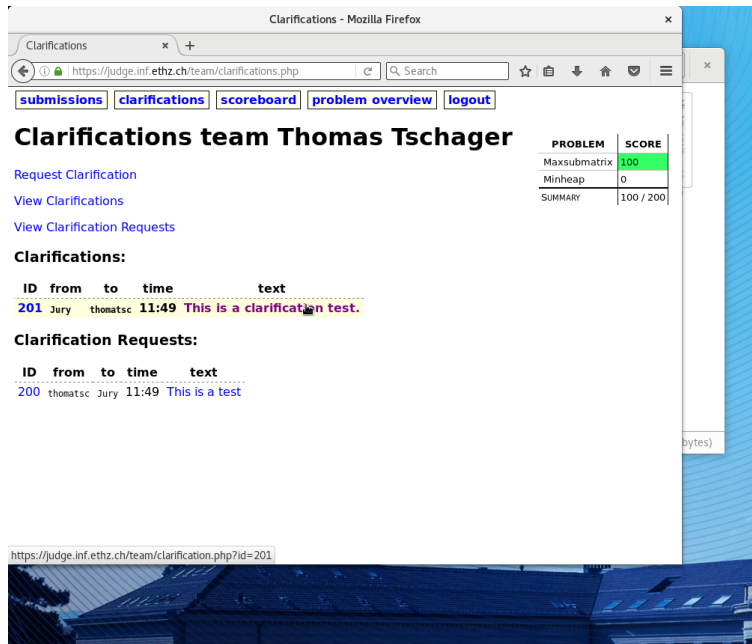 Clarifications - Mozilla Firefox ×
Clarifications × +
https://judge.inf.ethz.ch/team/clarifications.php Search
submissions clarifications scoreboard problem overview logout
Clarifications team Thomas Tschager
PROBLEM SCORE
Maxsubmatrix 100
Minheap 0
SUMMARY 100 / 200
Request Clarification
View Clarifications
View Clarification Requests
Clarifications:
ID from to time text
201 Jury thomatsc 11:49 This is a clarification test.
Clarification Requests:
ID from to time text
200 thomatsc Jury 11:49 This is a test
bytes)
https://judge.inf.ethz.ch/team/clarification.php?id=201